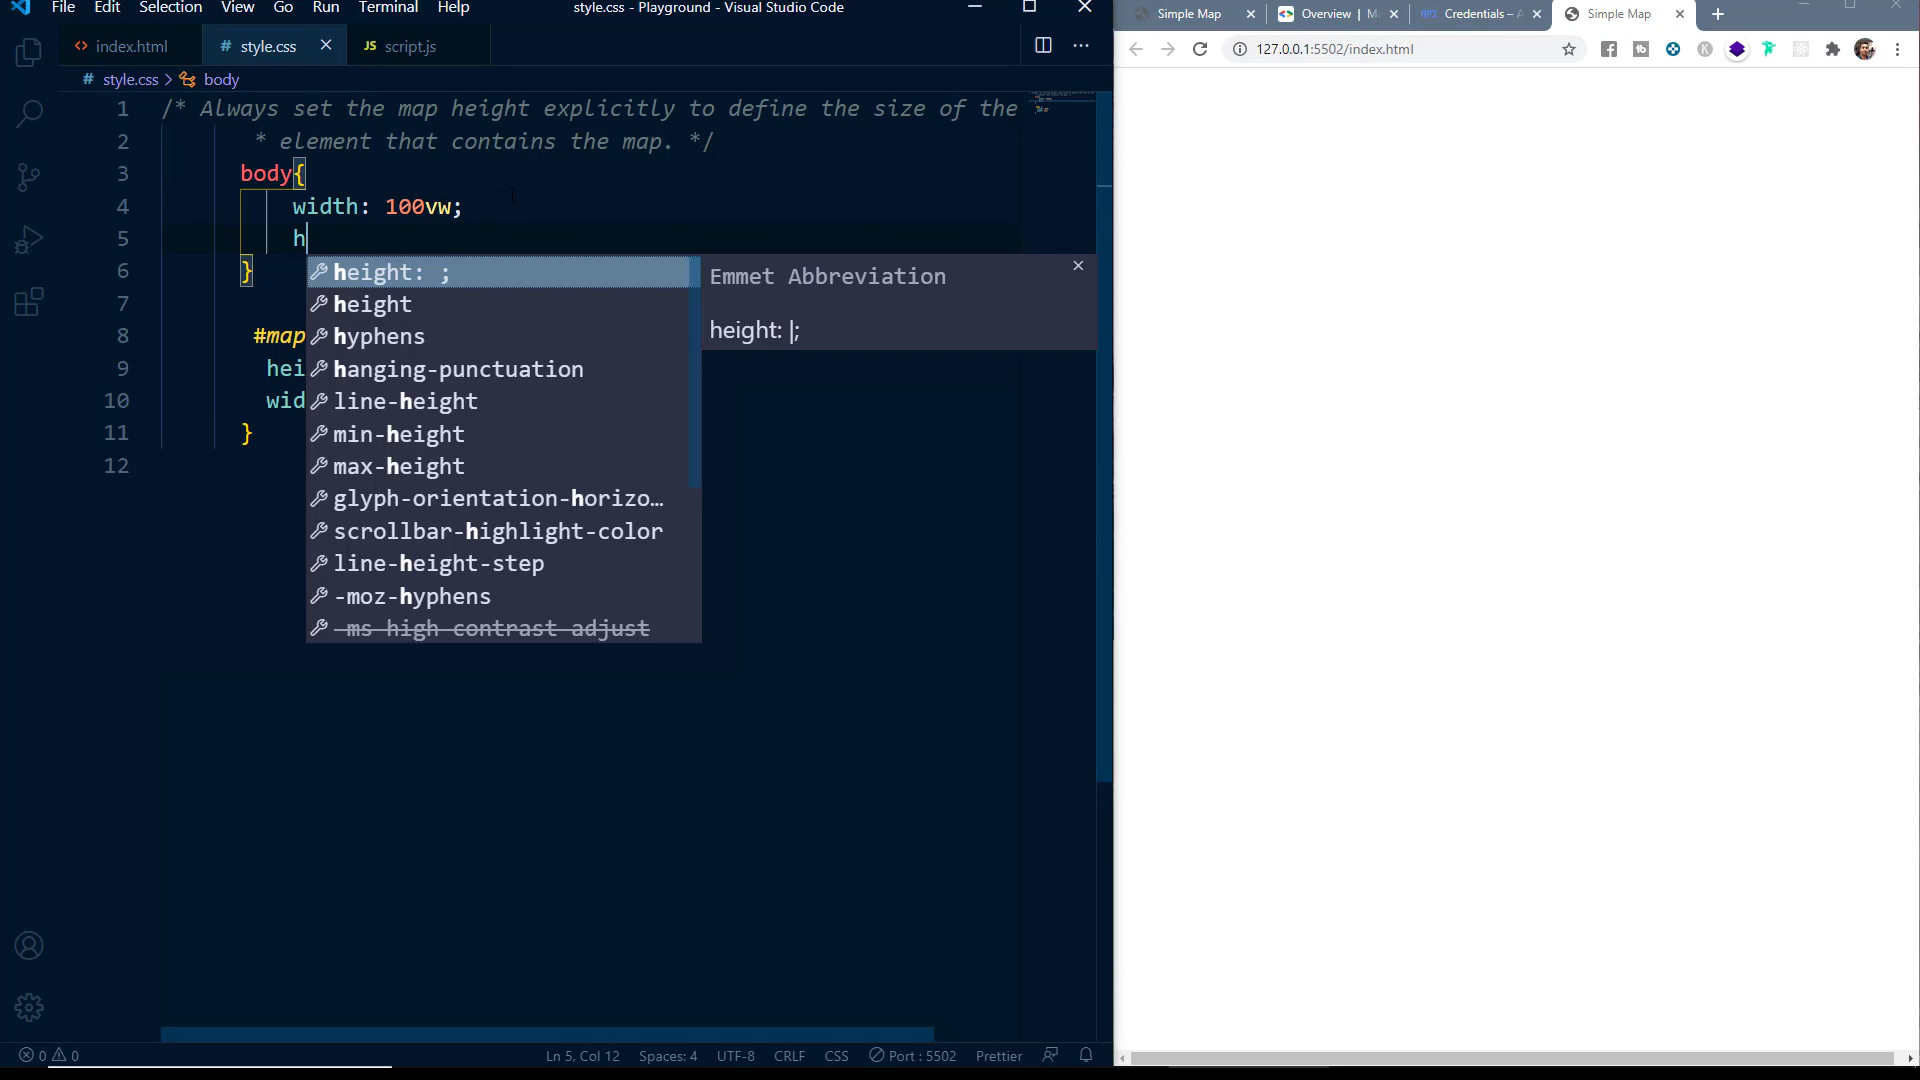 File Edit Selection View Go Run Terminal Help
style.css - Playground - Visual Studio Code
<> index.html
# style.css
JS script.js
# style.css > body
1 /* Always set the map height explicitly to define the size of the
2 * element that contains the map. */
3 body{
4 width: 100vw;
5 h
6 }
7
8 #map
9 hei
10 wid
11 }
12
height: ;
height
hyphens
hanging-punctuation
line-height
min-height
max-height
glyph-orientation-horizo…
scrollbar-highlight-color
line-height-step
-moz-hyphens
-ms-high-contrast-adjust
Emmet Abbreviation
height: |;
0 0
Ln 5, Col 12 Spaces: 4 UTF-8 CRLF CSS Port : 5502 Prettier
Simple Map
Overview | M
API Credentials – A
Simple Map
127.0.0.1:5502/index.html